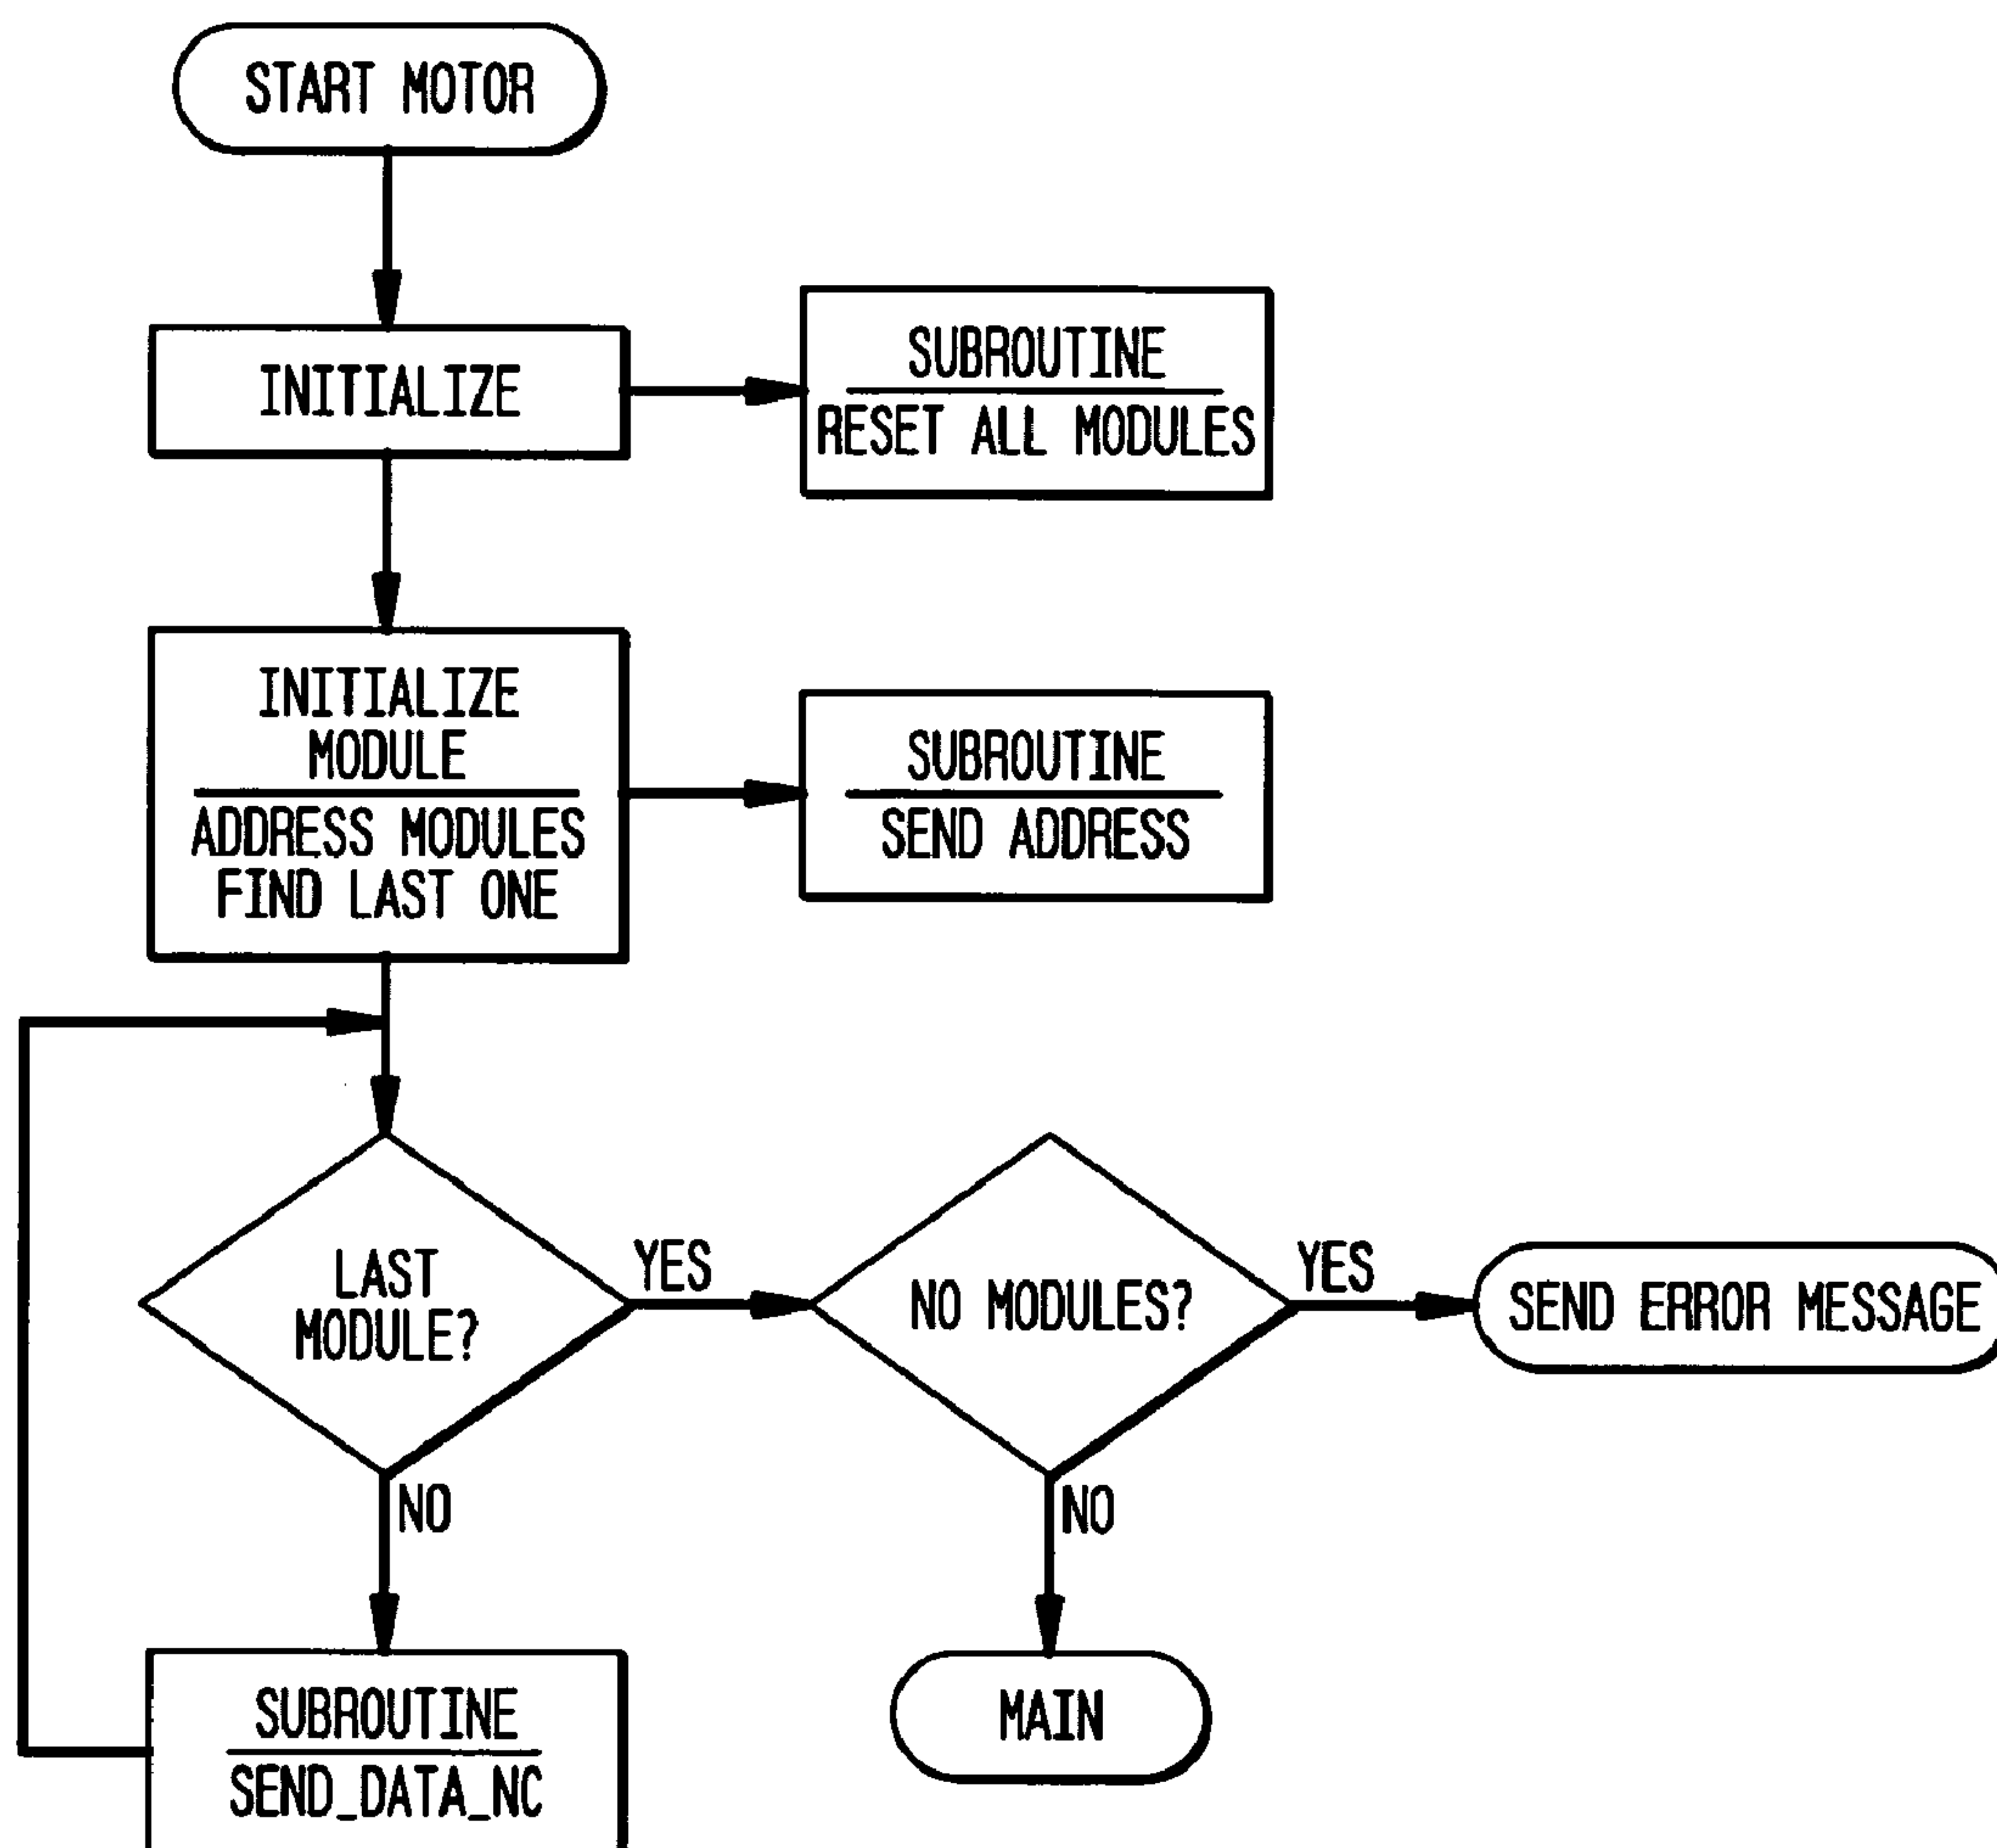 START MOTOR
INITIALIZE
SUBROUTINE
RESET ALL MODULES
INITIALIZE
MODULE
ADDRESS MODULES
FIND LAST ONE
SUBROUTINE
SEND ADDRESS
LAST
MODULE?
YES
NO MODULES?
YES
SEND ERROR MESSAGE
NO
NO
SUBROUTINE
SEND_DATA_NC
MAIN